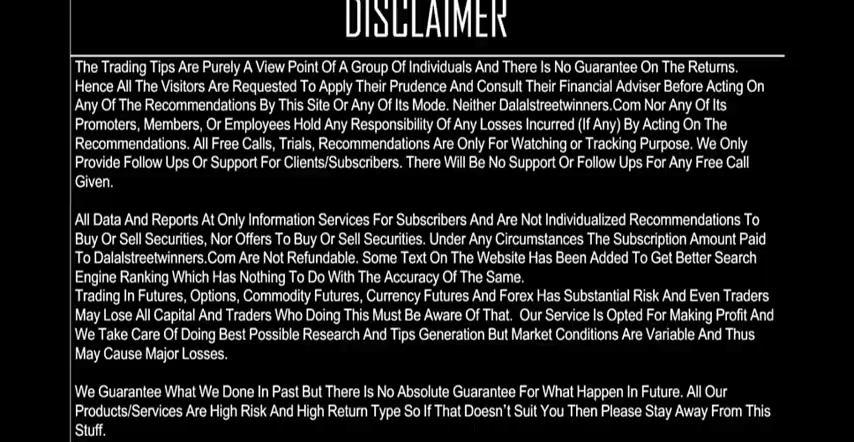 DISCLAIMER
The Trading Tips Are Purely A View Point Of A Group Of Individuals And There Is No Guarantee On The Returns.
Hence All The Visitors Are Requested To Apply Their Prudence And Consult Their Financial Adviser Before Acting On
Any Of The Recommendations By This Site Or Any Of Its Mode. Neither Dalalstreetwinners.Com Nor Any Of Its
Promoters, Members, Or Employees Hold Any Responsibility Of Any Losses Incurred (If Any) By Acting On The
Recommendations. All Free Calls, Trials, Recommendations Are Only For Watching or Tracking Purpose. We Only
Provide Follow Ups Or Support For Clients/Subscribers. There Will Be No Support Or Follow Ups For Any Free Call
Given.
All Data And Reports At Only Information Services For Subscribers And Are Not Individualized Recommendations To
Buy Or Sell Securities, Nor Offers To Buy Or Sell Securities. Under Any Circumstances The Subscription Amount Paid
To Dalalstreetwinners.Com Are Not Refundable. Some Text On The Website Has Been Added To Get Better Search
Engine Ranking Which Has Nothing To Do With The Accuracy Of The Same.
Trading In Futures, Options, Commodity Futures, Currency Futures And Forex Has Substantial Risk And Even Traders
May Lose All Capital And Traders Who Doing This Must Be Aware Of That. Our Service Is Opted For Making Profit And
We Take Care Of Doing Best Possible Research And Tips Generation But Market Conditions Are Variable And Thus
May Cause Major Losses.
We Guarantee What We Done In Past But There Is No Absolute Guarantee For What Happen In Future. All Our
Products/Services Are High Risk And High Return Type So If That Doesn't Suit You Then Please Stay Away From This
Stuff.